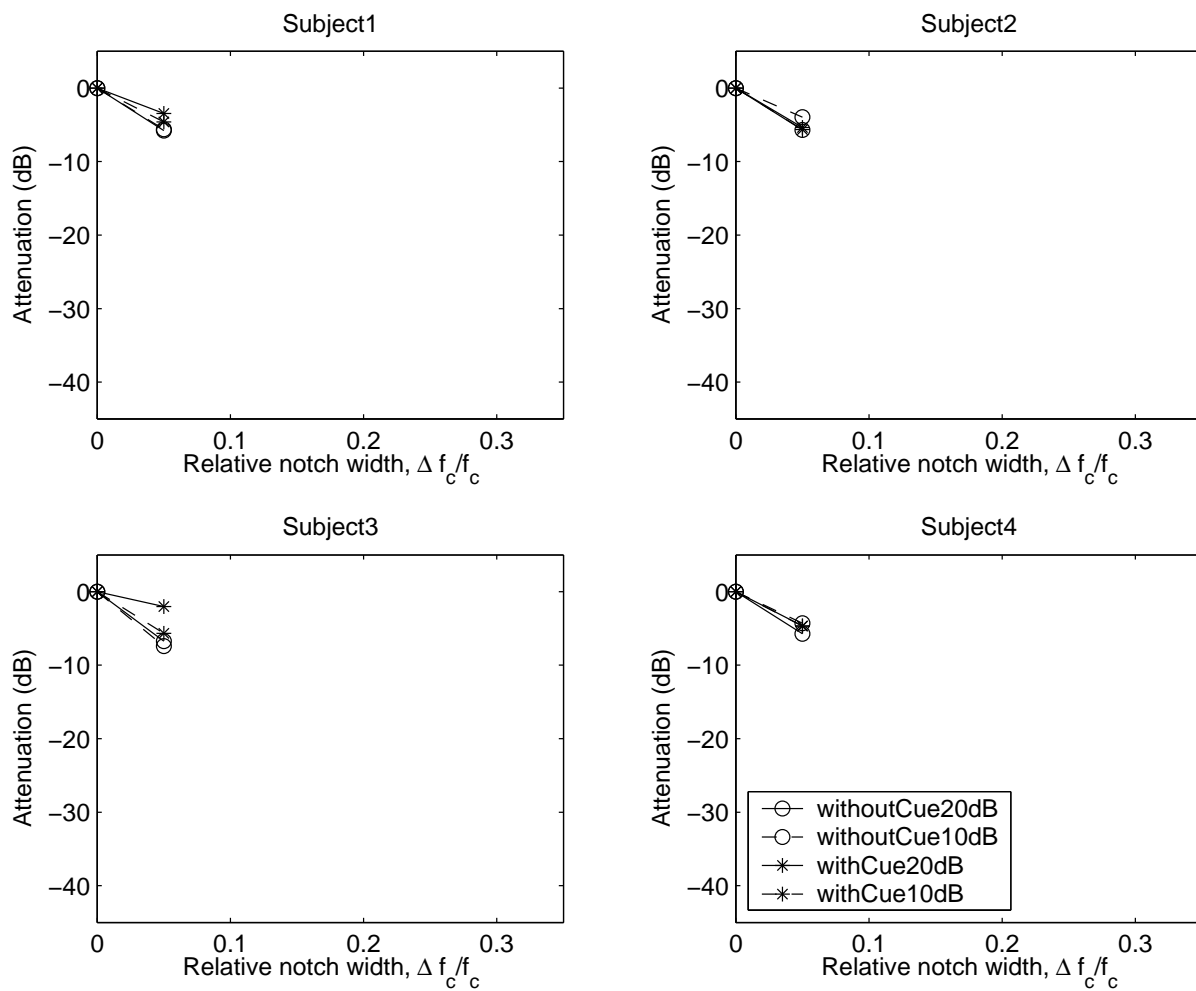 Subject1
0
−10
−20
−30
−40
Attenuation (dB)
0 0.1 0.2 0.3
Relative notch width, Δ f_c/f_c
Subject2
0
−10
−20
−30
−40
Attenuation (dB)
0 0.1 0.2 0.3
Relative notch width, Δ f_c/f_c
Subject3
0
−10
−20
−30
−40
Attenuation (dB)
0 0.1 0.2 0.3
Relative notch width, Δ f_c/f_c
Subject4
0
−10
−20
−30
−40
Attenuation (dB)
withoutCue20dB
withoutCue10dB
withCue20dB
withCue10dB
0 0.1 0.2 0.3
Relative notch width, Δ f_c/f_c